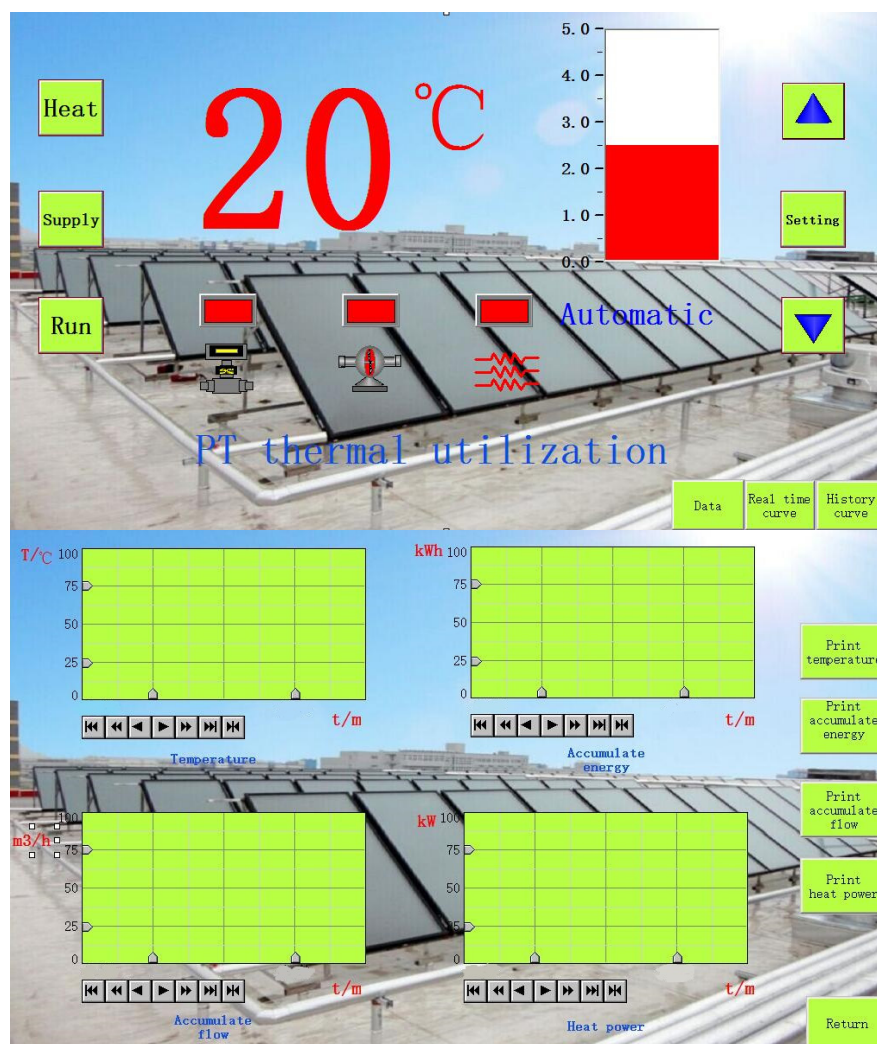 5.0
4.0
3.0
2.0
1.0
0.0
Heat
20℃
Supply
Setting
Run
Automatic
PT thermal utilization
Data
Real time
curve
History
curve
T/℃
100
75
50
25
0
t/m
Temperature
kWh
100
75
50
25
0
t/m
Accumulate
energy
Print
temperature
Print
accumulate
energy
m3/h
100
75
50
25
0
t/m
Accumulate
flow
kW
100
75
50
25
0
t/m
Heat power
Print
accumulate
flow
Print
heat power
Return